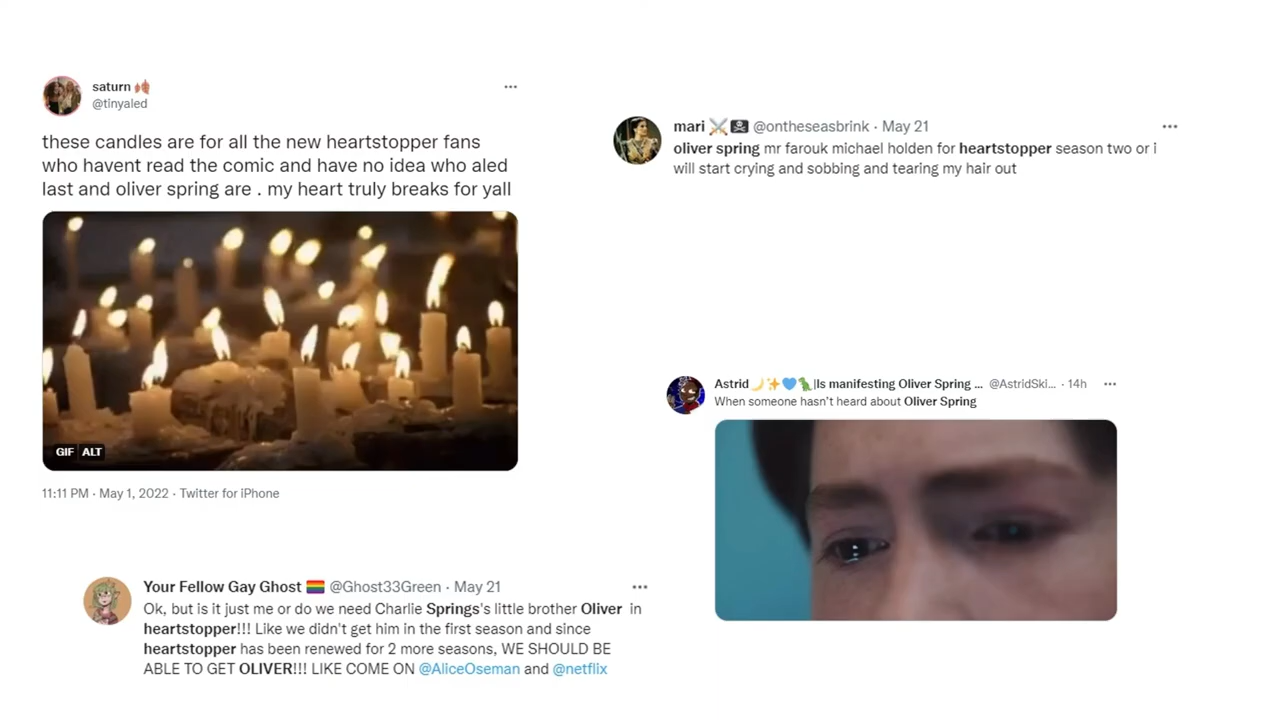 saturn
@tinyaled
these candles are for all the new heartstopper fans
who havent read the comic and have no idea who aled
last and oliver spring are . my heart truly breaks for yall
GIF ALT
11:11 PM · May 1, 2022 · Twitter for iPhone
mari ⚔️🏴‍☠️ @ontheseasbrink · May 21
oliver spring mr farouk michael holden for heartstopper season two or i
will start crying and sobbing and tearing my hair out
Astrid 🌙✨💙🦖|Is manifesting Oliver Spring ... @AstridSki... · 14h
When someone hasn't heard about Oliver Spring
Your Fellow Gay Ghost 🏳️‍🌈 @Ghost33Green · May 21
Ok, but is it just me or do we need Charlie Springs's little brother Oliver in
heartstopper!!! Like we didn't get him in the first season and since
heartstopper has been renewed for 2 more seasons, WE SHOULD BE
ABLE TO GET OLIVER!!! LIKE COME ON @AliceOseman and @netflix